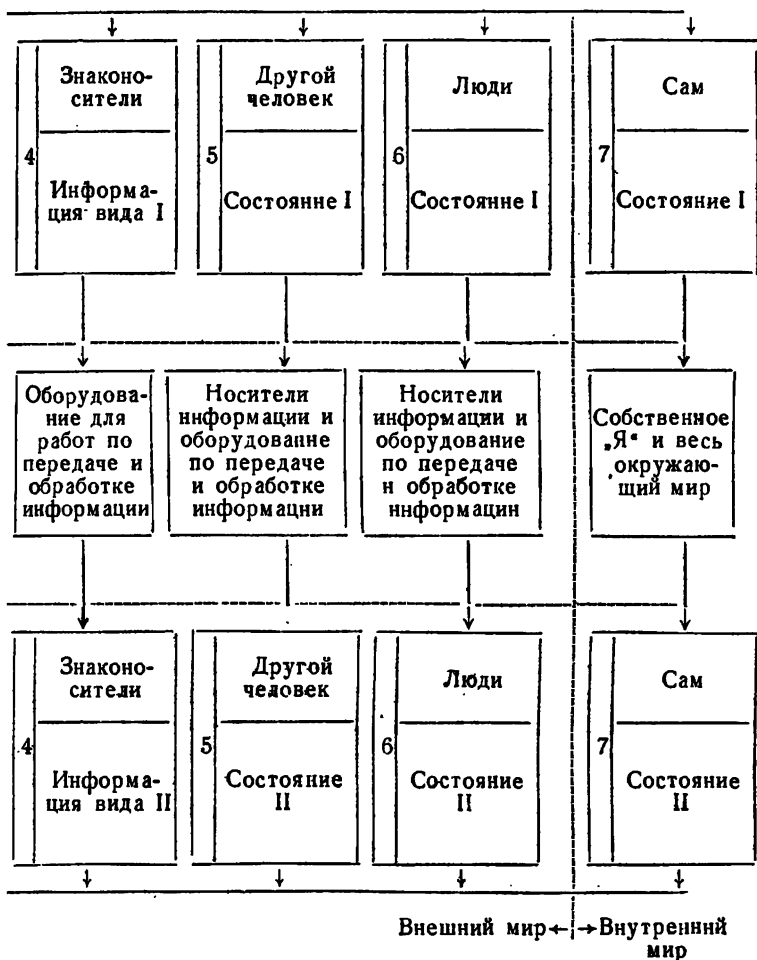 4
Знаконо-
сители
Информа-
ция вида I
5
Другой
человек
Состояние I
6
Люди
Состояние I
7
Сам
Состояние I
Оборудова-
ние для
работ по
передаче и
обработке
информации
Носители
информации и
оборудование
по передаче
и обработке
информации
Носители
информации и
оборудование
по передаче
и обработке
информации
Собственное
„Я“ и весь
окружаю-
щий мир
4
Знаконо-
сители
Информа-
ция вида II
5
Другой
человек
Состояние
II
6
Люди
Состояние
II
7
Сам
Состояние
II
Внешний мир
Внутренний
мир